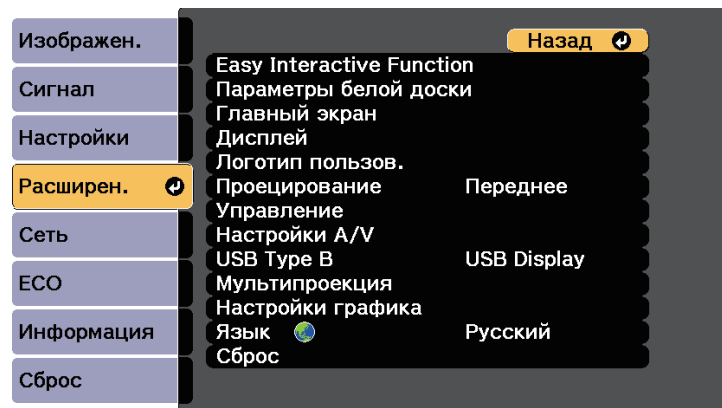 Изображен.
Сигнал
Настройки
Расширен.
Сеть
ECO
Информация
Сброс
Назад
Easy Interactive Function
Параметры белой доски
Главный экран
Дисплей
Логотип пользов.
Проецирование Переднее
Управление
Настройки A/V
USB Type B USB Display
Мультипроекция
Настройки графика
Язык Русский
Сброс